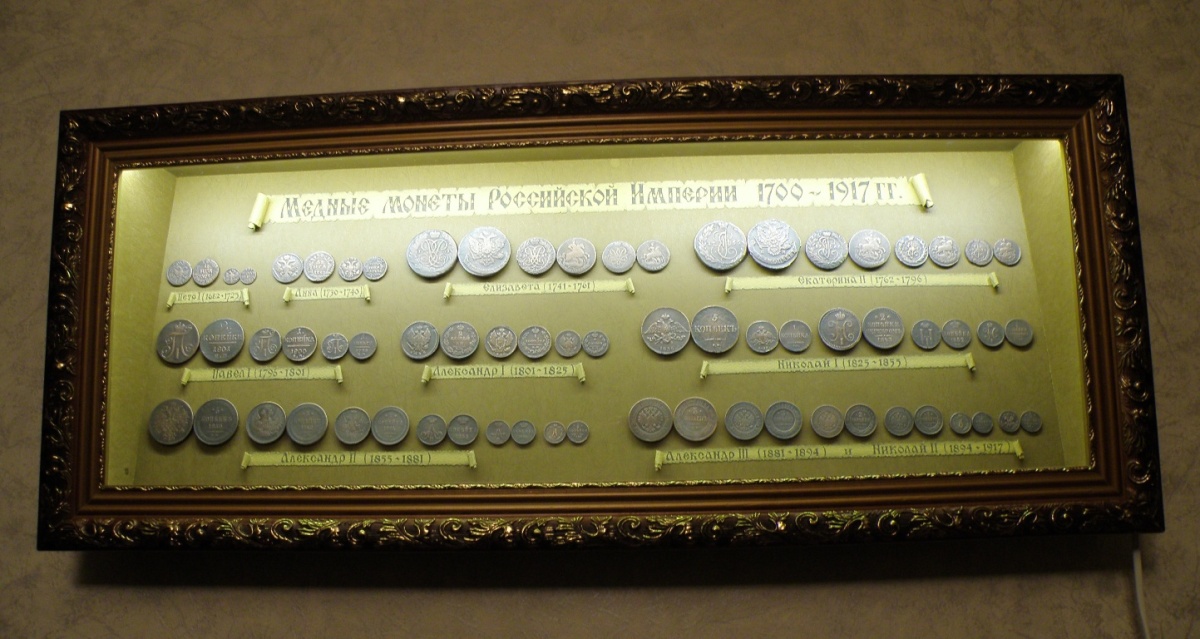 Медные монеты Российской Империи 1700 ~ 1917 гг.
Петр I (1682-1725)
Анна (1730-1740)
Елизавета (1741-1761)
Екатерина II (1762-1796)
Павел I (1796-1801)
Александр I (1801-1825)
Николай I (1825-1855)
Александр II (1855-1881)
Александр III (1881-1894) и Николай II (1894-1917)